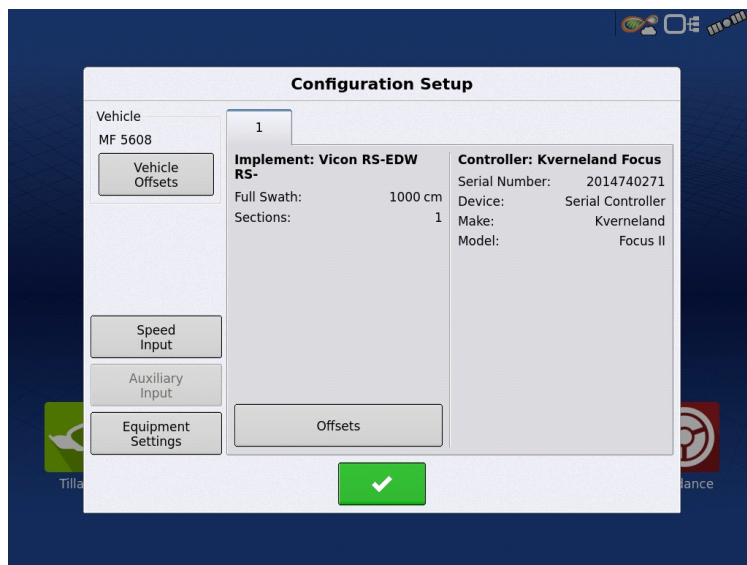 Configuration Setup
Vehicle
MF 5608
Vehicle
Offsets
Speed
Input
Auxiliary
Input
Equipment
Settings
1
Implement: Vicon RS-EDW
RS-
Full Swath: 1000 cm
Sections: 1
Offsets
Controller: Kverneland Focus
Serial Number: 2014740271
Device: Serial Controller
Make: Kverneland
Model: Focus II
Tilla
dance